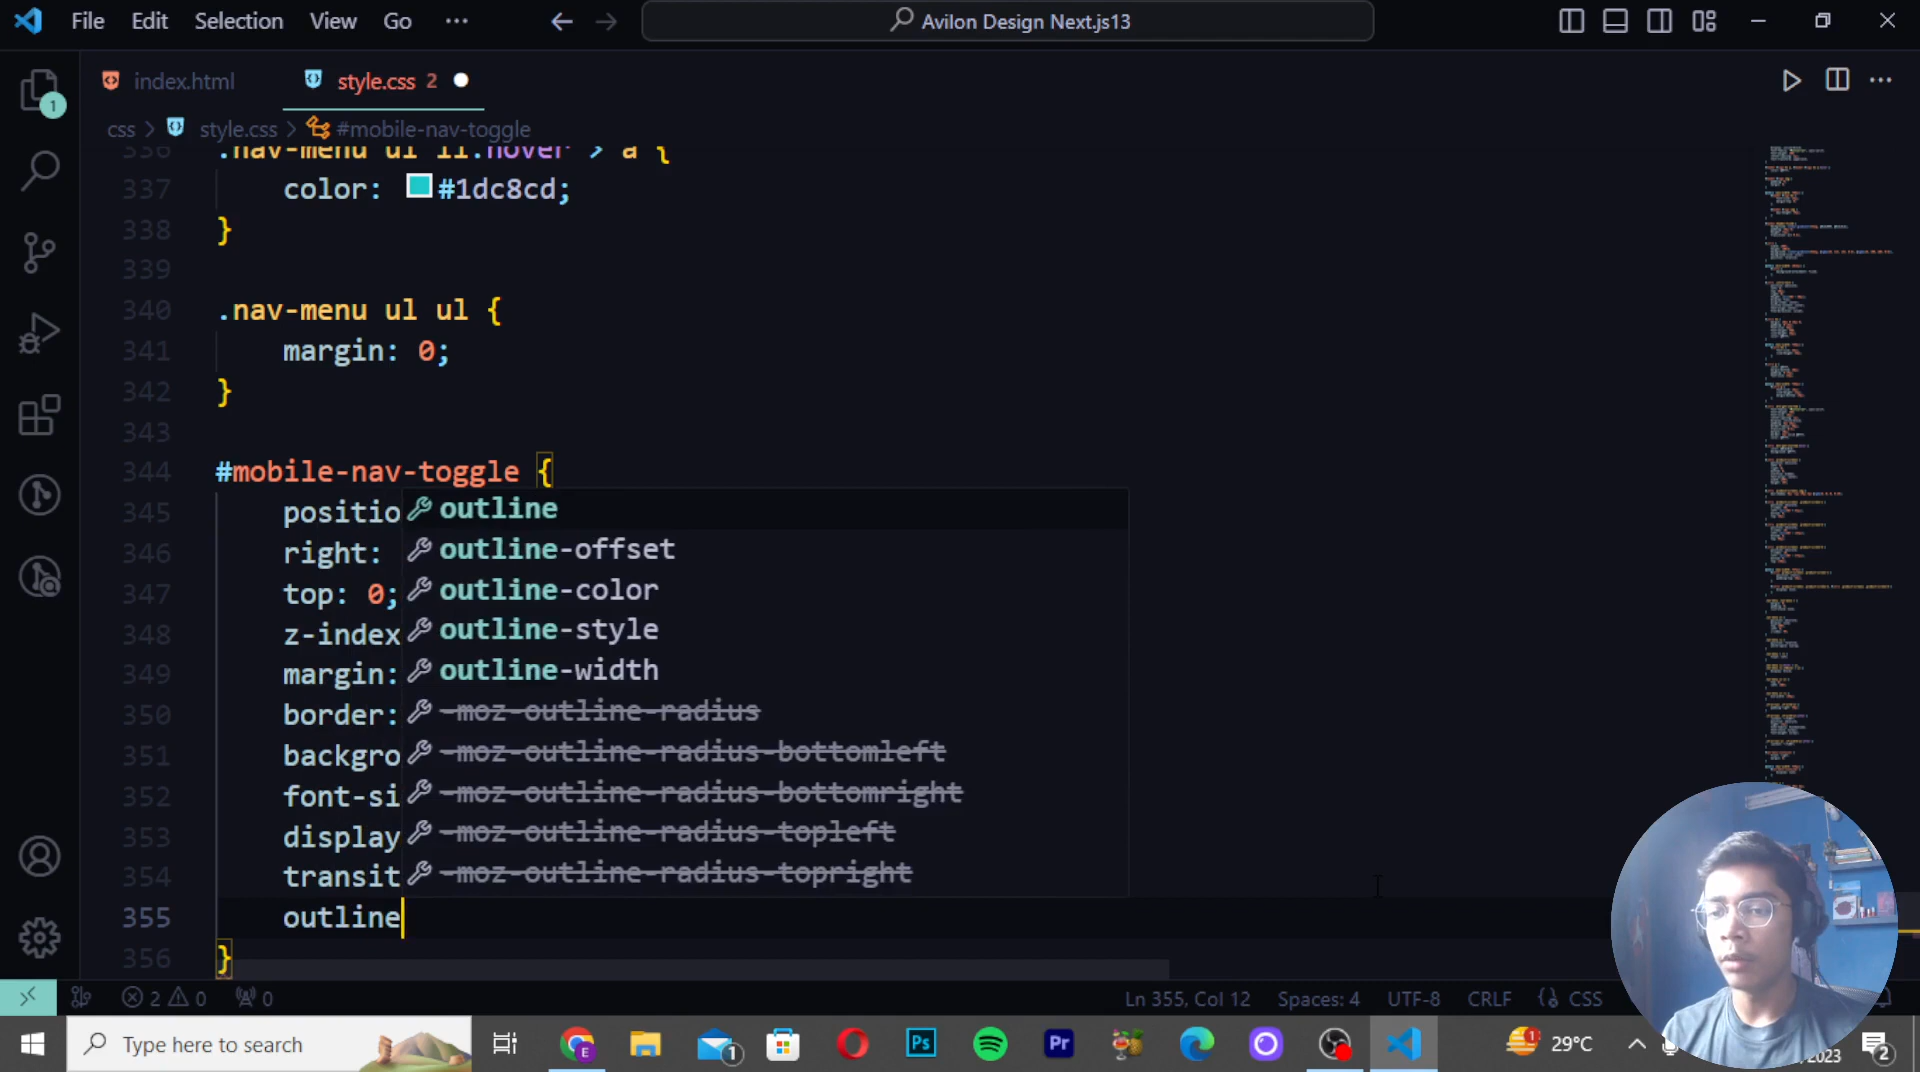 File Edit Selection View Go ··· Avilon Design Next.js13
index.html style.css 2
css > style.css > #mobile-nav-toggle
336 .nav-menu ul li:hover > a {
337 color: #1dc8cd;
338 }
339
340 .nav-menu ul ul {
341 margin: 0;
342 }
343
344 #mobile-nav-toggle {
345 positio outline
346 right: outline-offset
347 top: 0; outline-color
348 z-index outline-style
349 margin: outline-width
350 border: -moz-outline-radius
351 backgro -moz-outline-radius-bottomleft
352 font-si -moz-outline-radius-bottomright
353 display -moz-outline-radius-topleft
354 transit -moz-outline-radius-topright
355 outline
356 }
2 0 0 Ln 355, Col 12 Spaces: 4 UTF-8 CRLF CSS
Type here to search 29°C